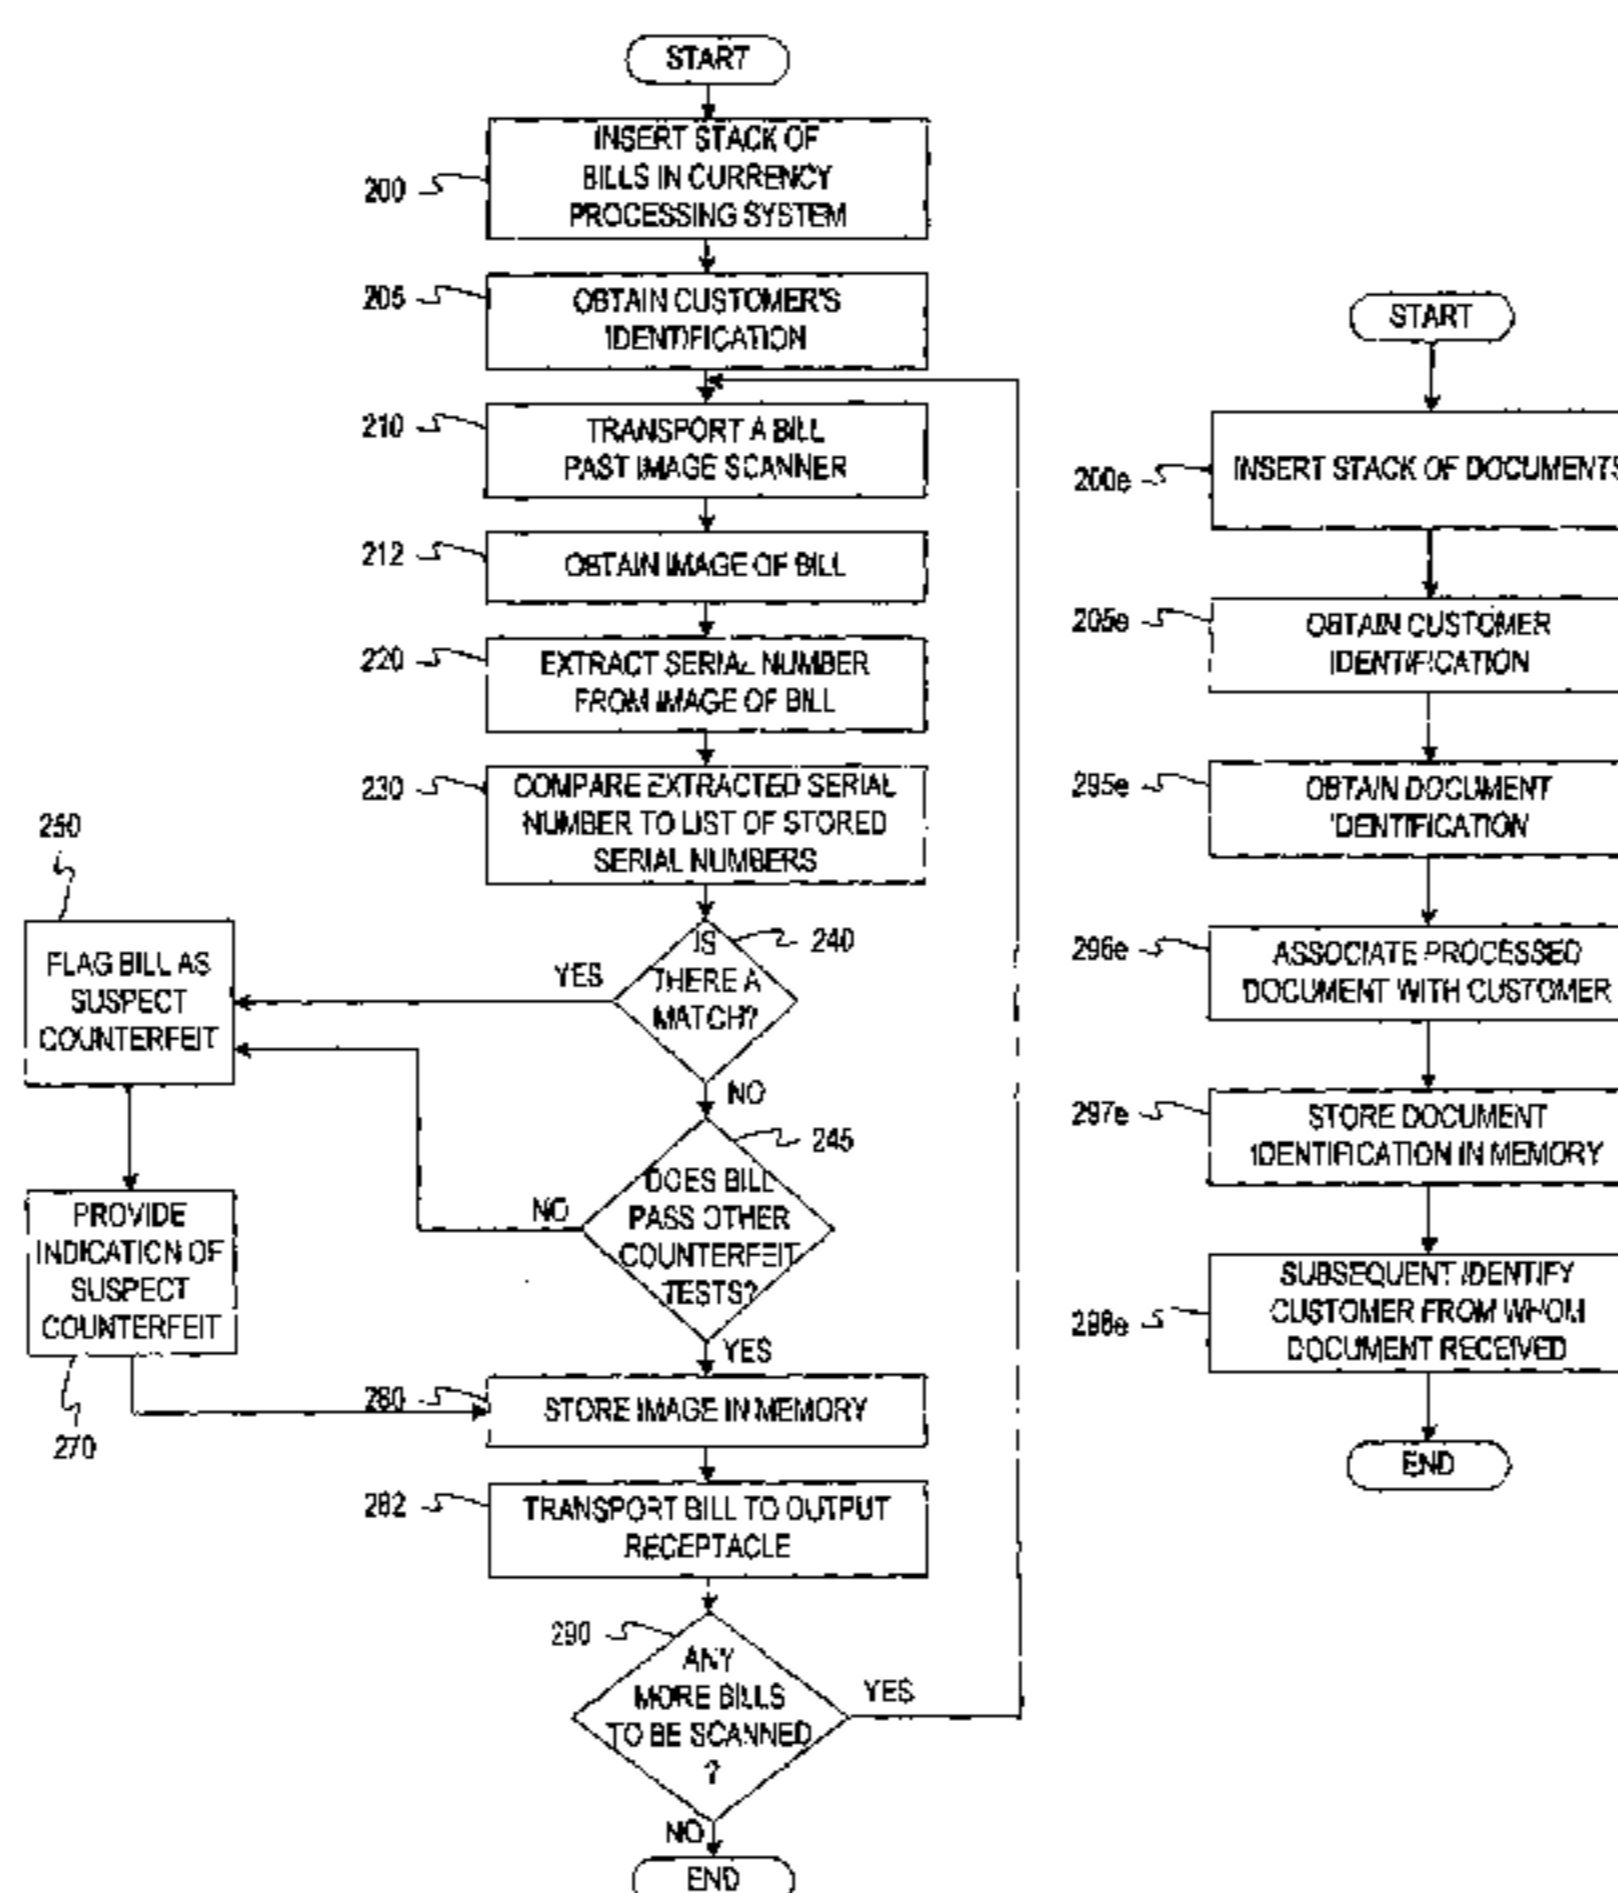 START
INSERT STACK OF
BILLS IN CURRENCY
PROCESSING SYSTEM
200
205
OBTAIN CUSTOMER'S
IDENTIFICATION
210
TRANSPORT A BILL
PAST IMAGE SCANNER
212
OBTAIN IMAGE OF BILL
220
EXTRACT SERIAL NUMBER
FROM IMAGE OF BILL
230
COMPARE EXTRACTED SERIAL
NUMBER TO LIST OF STORED
SERIAL NUMBERS
250
FLAG BILL AS
SUSPECT
COUNTERFEIT
YES
IS
THERE A
MATCH?
240
NO
245
DOES BILL
PASS OTHER
COUNTERFEIT
TESTS?
NO
YES
PROVIDE
INDICATION OF
SUSPECT
COUNTERFEIT
270
280
STORE IMAGE IN MEMORY
282
TRANSPORT BILL TO OUTPUT
RECEPTACLE
290
ANY
MORE BILLS
TO BE SCANNED
?
YES
NO
END
START
200e
INSERT STACK OF DOCUMENTS
205e
OBTAIN CUSTOMER
IDENTIFICATION
295e
OBTAIN DOCUMENT
IDENTIFICATION
296e
ASSOCIATE PROCESSED
DOCUMENT WITH CUSTOMER
297e
STORE DOCUMENT
IDENTIFICATION IN MEMORY
298e
SUBSEQUENT IDENTIFY
CUSTOMER FROM WHOM
DOCUMENT RECEIVED
END